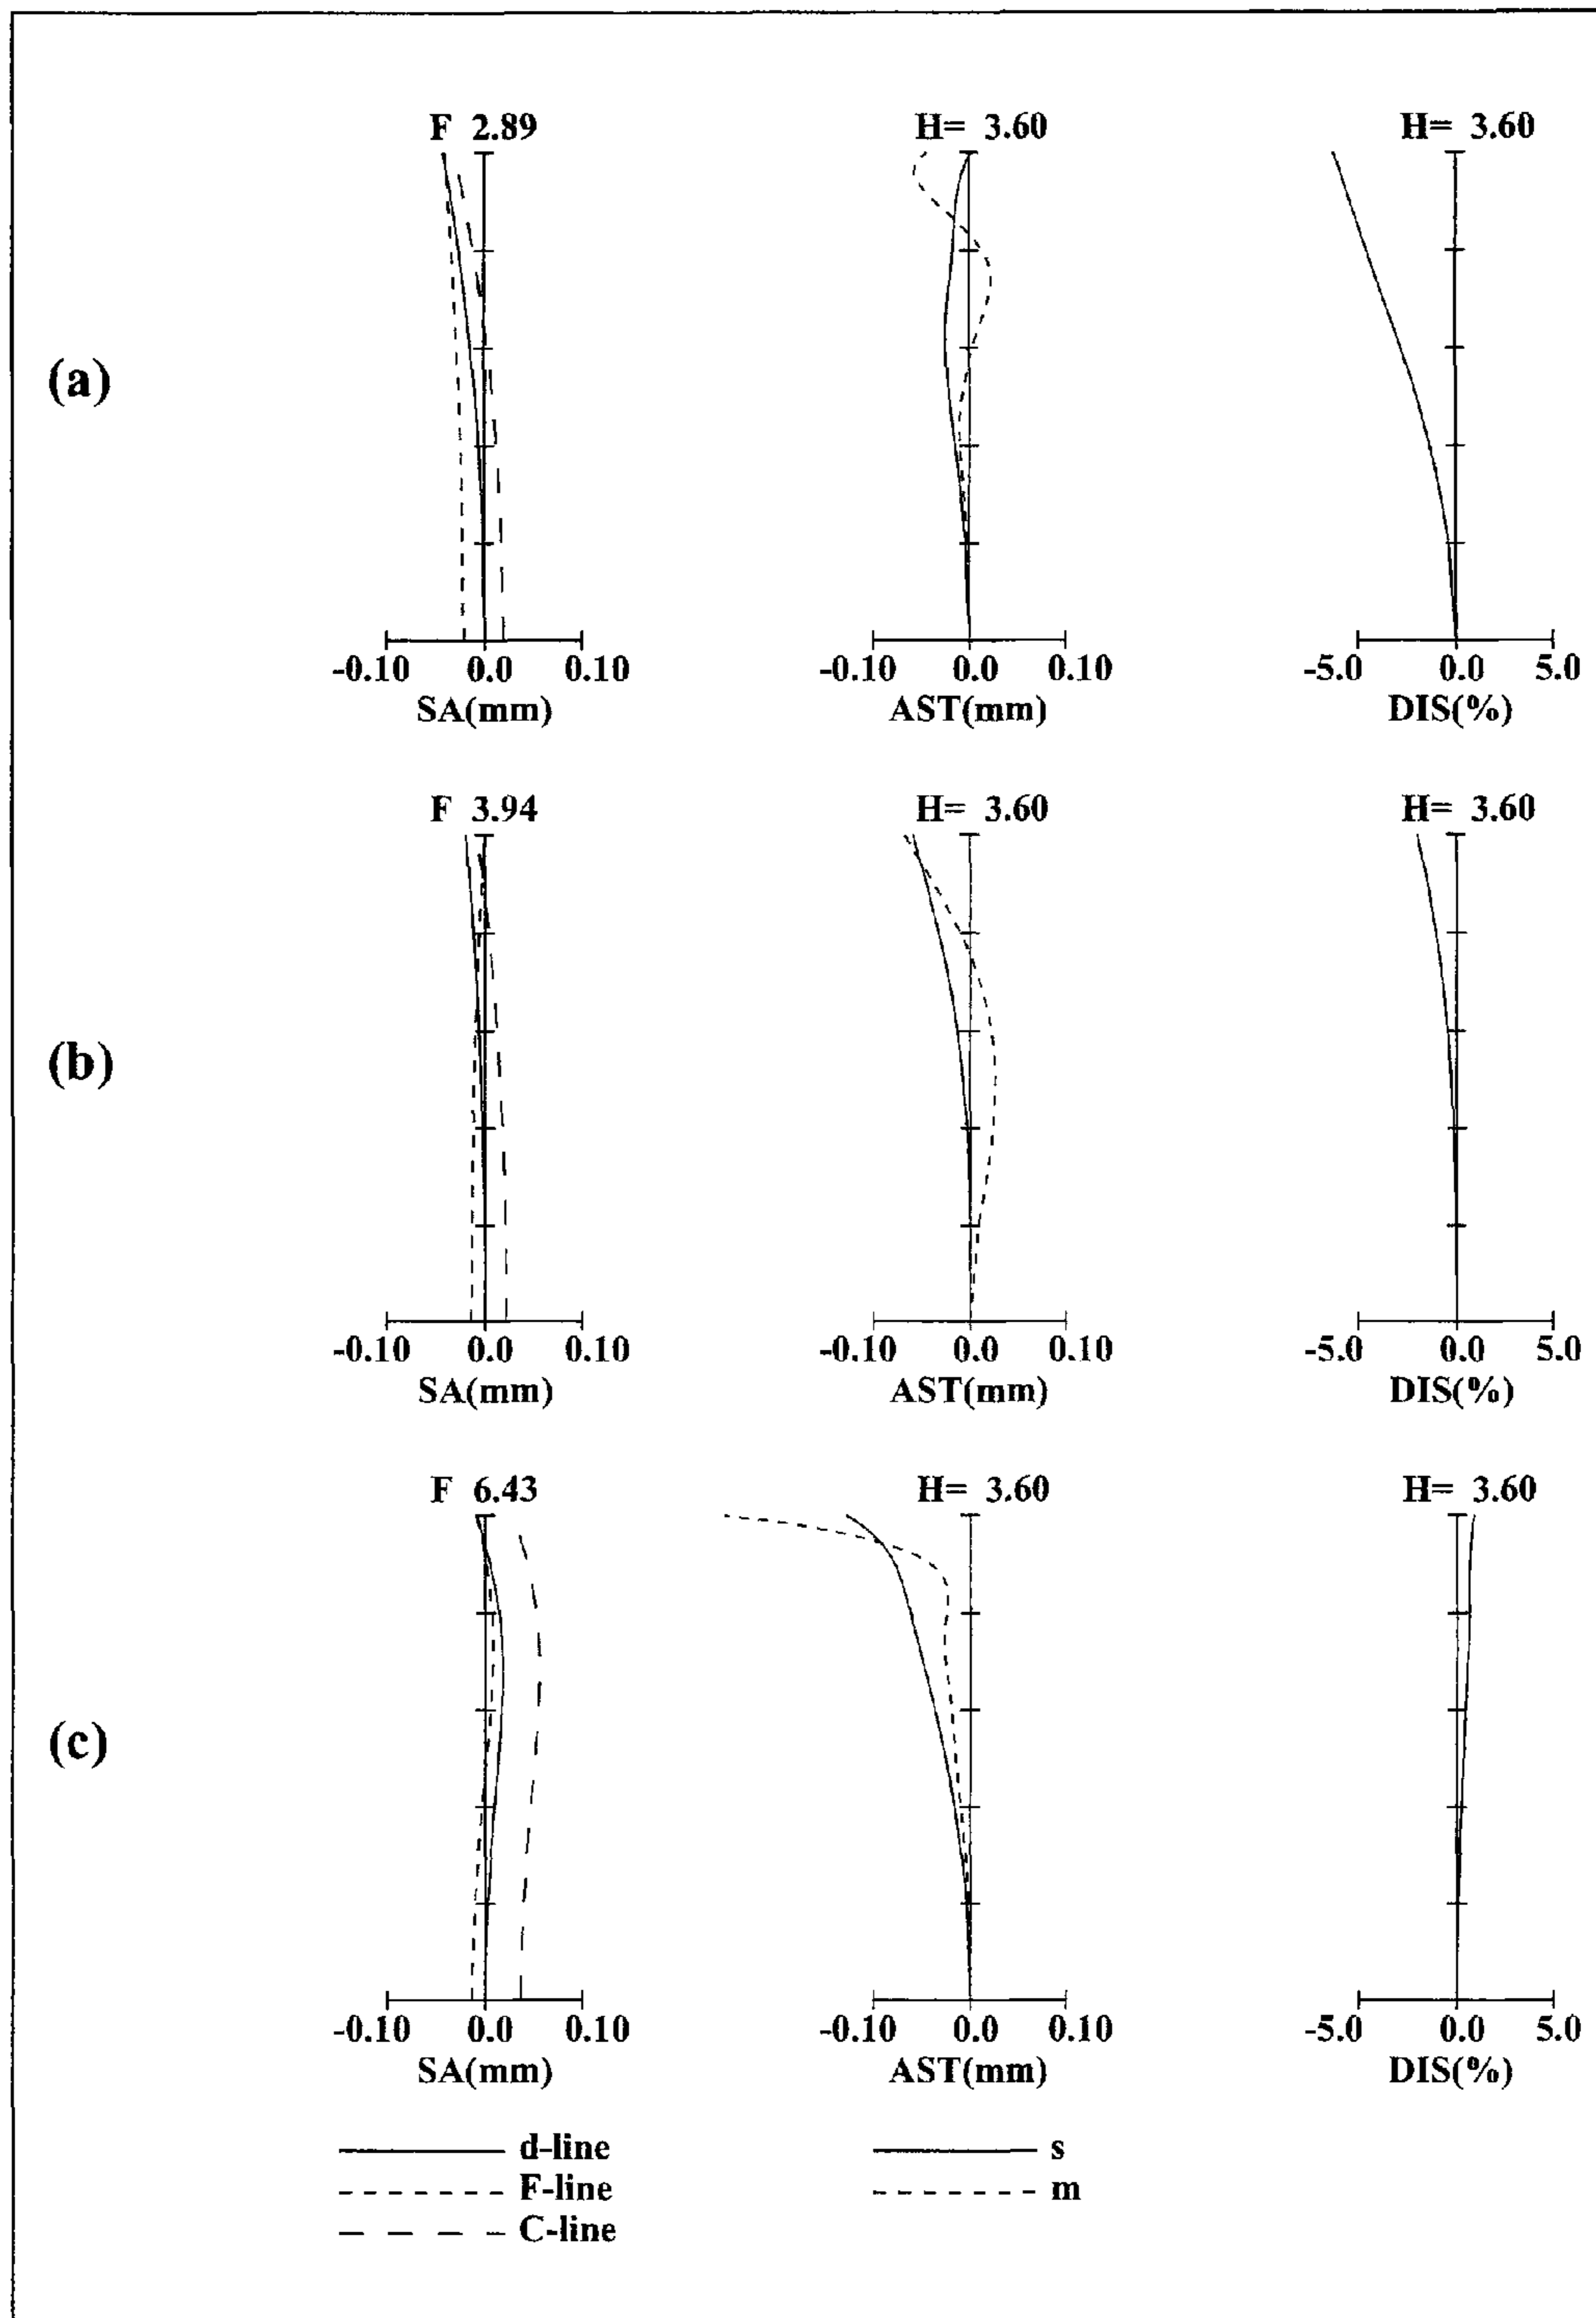 F 2.89 H= 3.60 H= 3.60
(a)
-0.10 0.0 0.10 -0.10 0.0 0.10 -5.0 0.0 5.0
SA(mm) AST(mm) DIS(%)
F 3.94 H= 3.60 H= 3.60
(b)
-0.10 0.0 0.10 -0.10 0.0 0.10 -5.0 0.0 5.0
SA(mm) AST(mm) DIS(%)
F 6.43 H= 3.60 H= 3.60
(c)
-0.10 0.0 0.10 -0.10 0.0 0.10 -5.0 0.0 5.0
SA(mm) AST(mm) DIS(%)
d-line s
F-line m
C-line